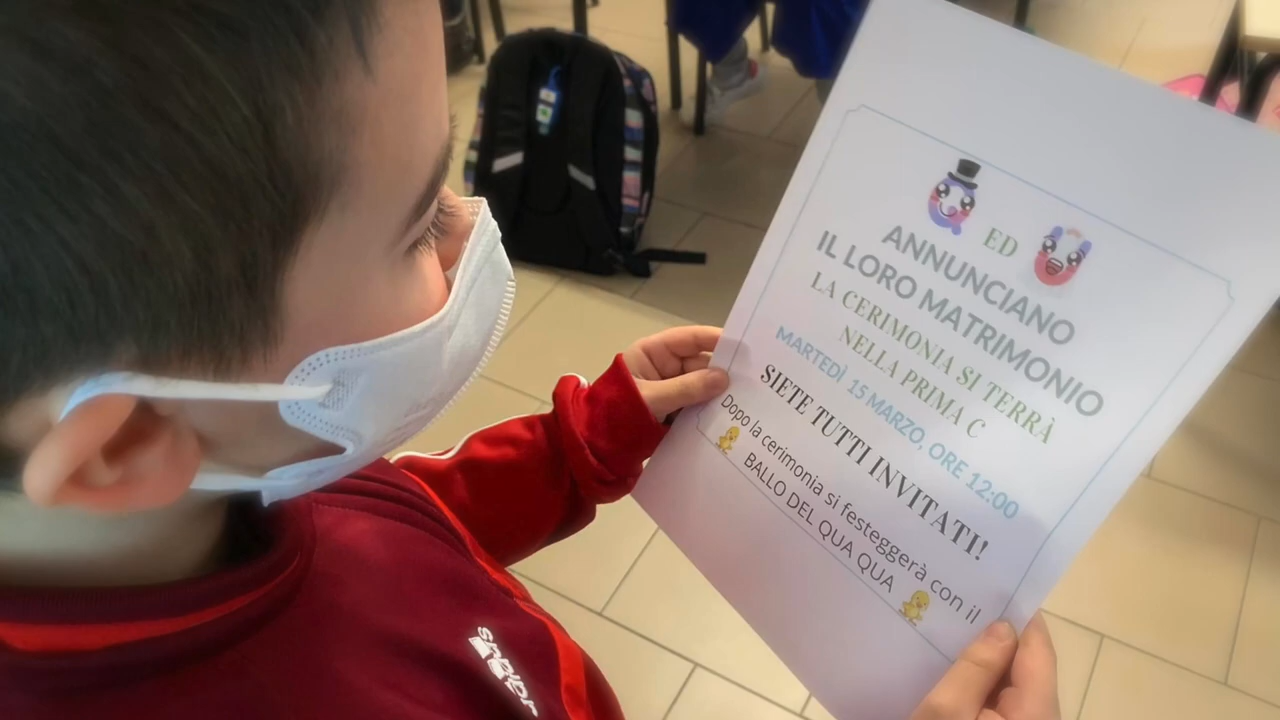 ED
ANNUNCIANO
IL LORO MATRIMONIO
LA CERIMONIA SI TERRÀ
NELLA PRIMA C
MARTEDÌ 15 MARZO, ORE 12:00
SIETE TUTTI INVITATI!
Dopo la cerimonia si festeggerà con il
BALLO DEL QUA QUA